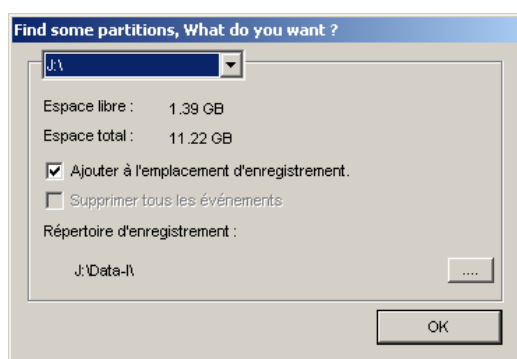 Find some partitions, What do you want ?
J:\
Espace libre : 1.39 GB
Espace total : 11.22 GB
Ajouter à l'emplacement d'enregistrement.
Supprimer tous les événements
Répertoire d'enregistrement :
J:\Data-I\
....
OK